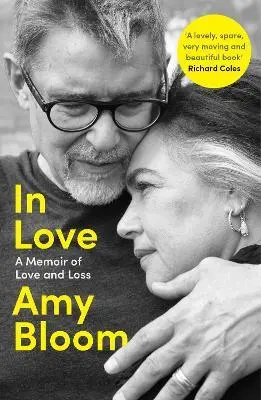 ‘A lovely, spare,
very moving and
beautiful book’
Richard Coles
In
Love
A Memoir of
Love and Loss
Amy
Bloom